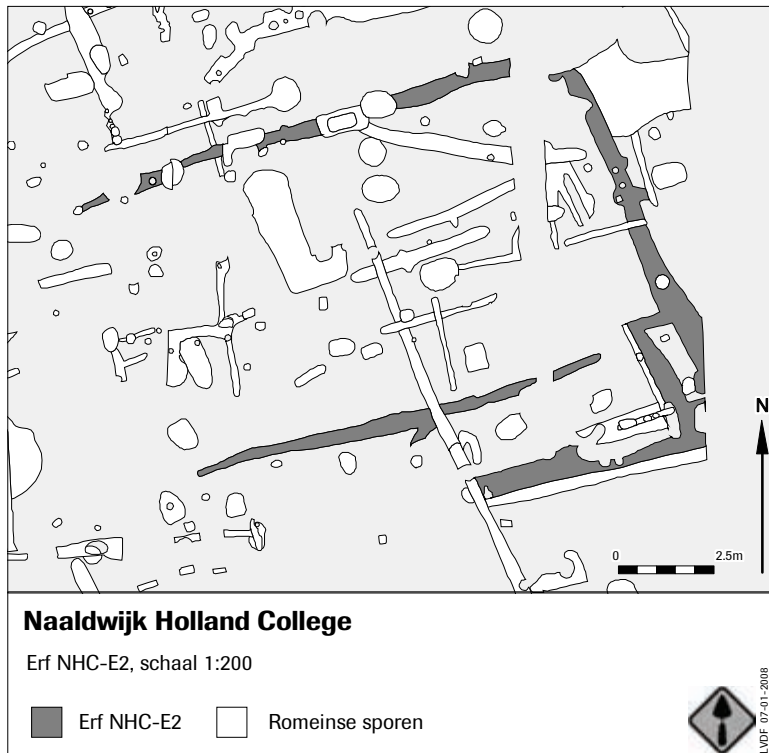 N
0 2.5m
Naaldwijk Holland College
Erf NHC-E2, schaal 1:200
Erf NHC-E2 Romeinse sporen
LVDF 07-01-2008